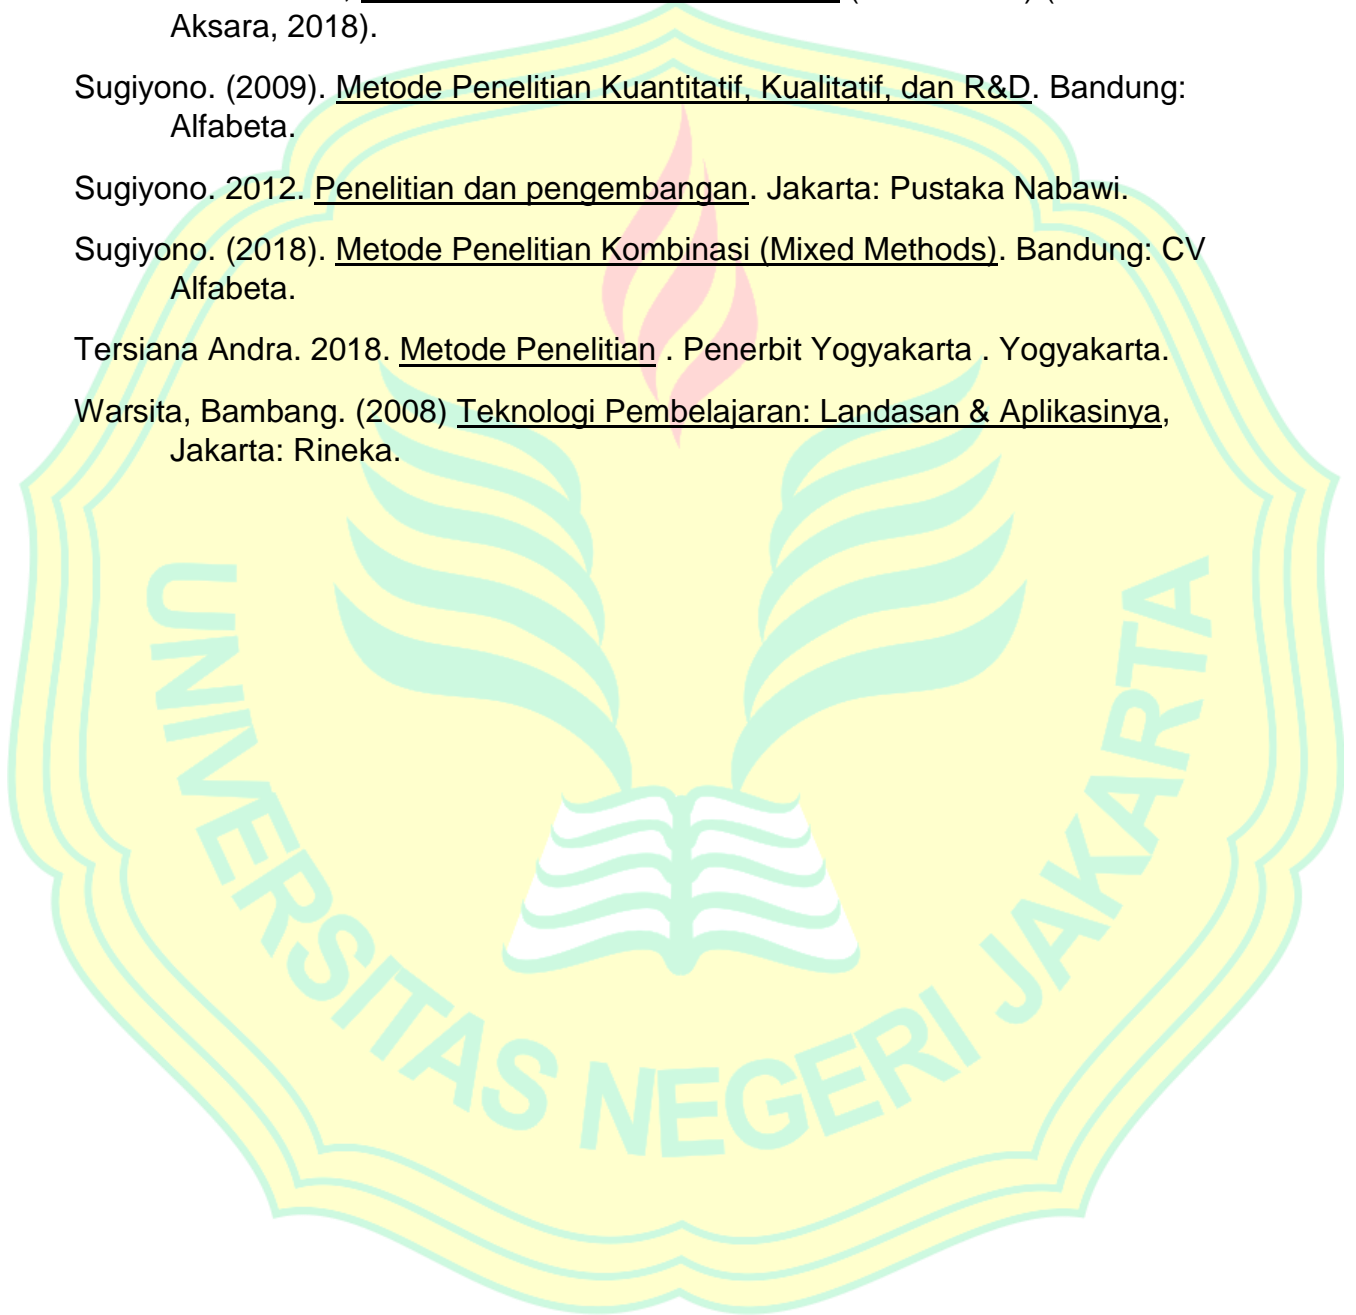 Aksara, 2018).
Sugiyono. (2009). Metode Penelitian Kuantitatif, Kualitatif, dan R&D. Bandung:
Alfabeta.
Sugiyono. 2012. Penelitian dan pengembangan. Jakarta: Pustaka Nabawi.
Sugiyono. (2018). Metode Penelitian Kombinasi (Mixed Methods). Bandung: CV
Alfabeta.
Tersiana Andra. 2018. Metode Penelitian . Penerbit Yogyakarta . Yogyakarta.
Warsita, Bambang. (2008) Teknologi Pembelajaran: Landasan & Aplikasinya,
Jakarta: Rineka.
UNIVERSITAS NEGERI JAKARTA